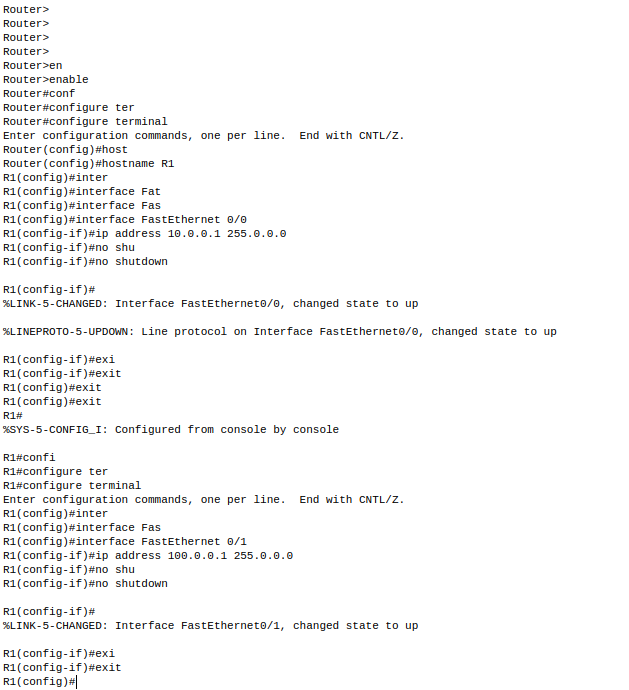 Router>
Router>
Router>
Router>
Router>en
Router>enable
Router#conf
Router#configure ter
Router#configure terminal
Enter configuration commands, one per line.  End with CNTL/Z.
Router(config)#host
Router(config)#hostname R1
R1(config)#inter
R1(config)#interface Fat
R1(config)#interface Fas
R1(config)#interface FastEthernet 0/0
R1(config-if)#ip address 10.0.0.1 255.0.0.0
R1(config-if)#no shu
R1(config-if)#no shutdown

R1(config-if)#
%LINK-5-CHANGED: Interface FastEthernet0/0, changed state to up

%LINEPROTO-5-UPDOWN: Line protocol on Interface FastEthernet0/0, changed state to up

R1(config-if)#exi
R1(config-if)#exit
R1(config)#exit
R1(config)#exit
R1#
%SYS-5-CONFIG_I: Configured from console by console

R1#confi
R1#configure ter
R1#configure terminal
Enter configuration commands, one per line.  End with CNTL/Z.
R1(config)#inter
R1(config)#interface Fas
R1(config)#interface FastEthernet 0/1
R1(config-if)#ip address 100.0.0.1 255.0.0.0
R1(config-if)#no shu
R1(config-if)#no shutdown

R1(config-if)#
%LINK-5-CHANGED: Interface FastEthernet0/1, changed state to up

R1(config-if)#exi
R1(config-if)#exit
R1(config)#